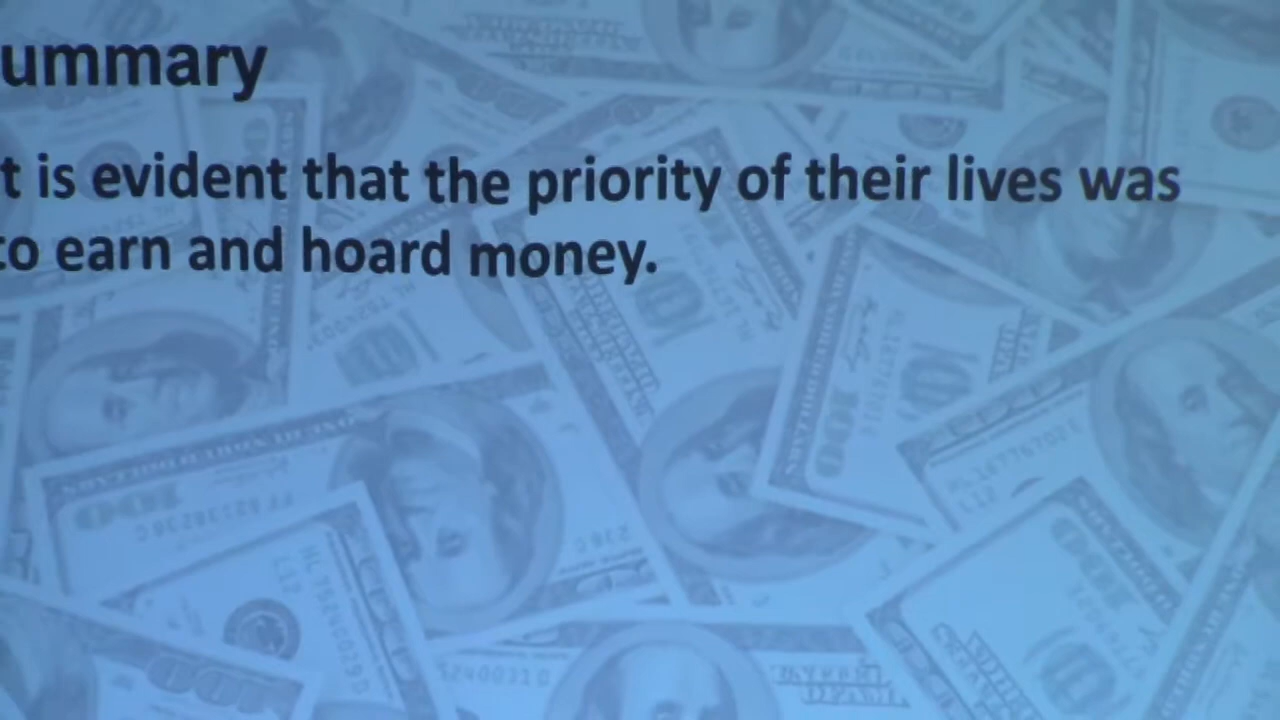 ummary
t is evident that the priority of their lives was
to earn and hoard money.